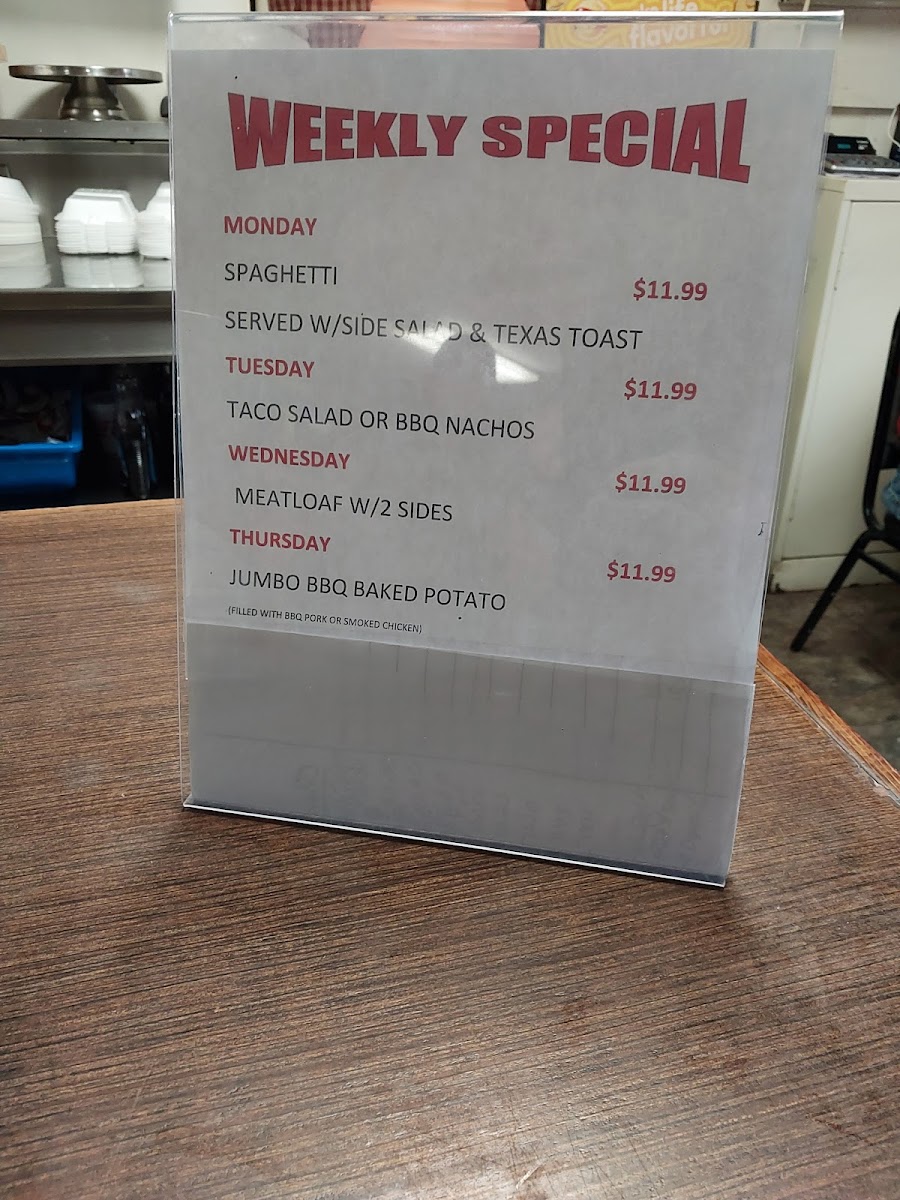 flavorful
WEEKLY SPECIAL
MONDAY
SPAGHETTI
$11.99
SERVED W/SIDE SALAD & TEXAS TOAST
TUESDAY
$11.99
TACO SALAD OR BBQ NACHOS
WEDNESDAY
$11.99
MEATLOAF W/2 SIDES
THURSDAY
$11.99
JUMBO BBQ BAKED POTATO
(FILLED WITH BBQ PORK OR SMOKED CHICKEN)